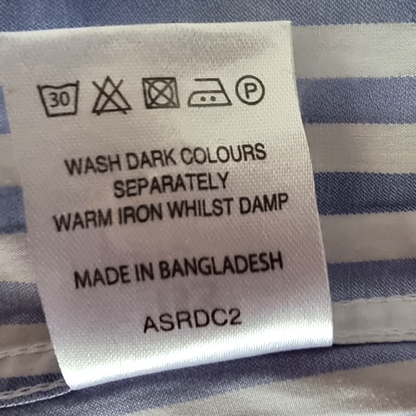 30 P
WASH DARK COLOURS
SEPARATELY
WARM IRON WHILST DAMP
MADE IN BANGLADESH
ASRDC2